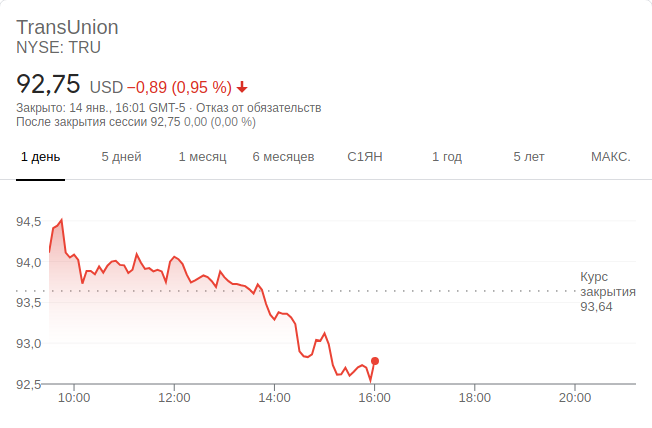 TransUnion
NYSE: TRU
92,75 USD −0,89 (0,95 %)
Закрыто: 14 янв., 16:01 GMT-5 · Отказ от обязательств
После закрытия сессии 92,75 0,00 (0,00 %)
1 день 5 дней 1 месяц 6 месяцев С1ЯН 1 год 5 лет МАКС.
94,5
94,0
93,5
93,0
92,5
Курс
закрытия
93,64
10:00 12:00 14:00 16:00 18:00 20:00